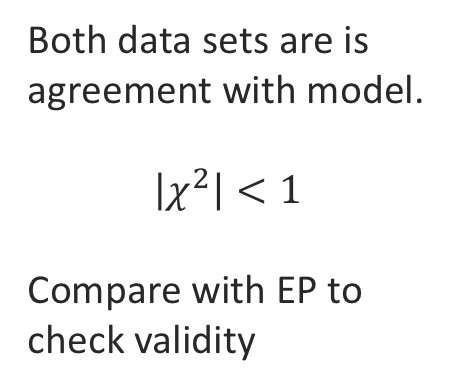 Both data sets are is
agreement with model.
|χ²| < 1
Compare with EP to
check validity